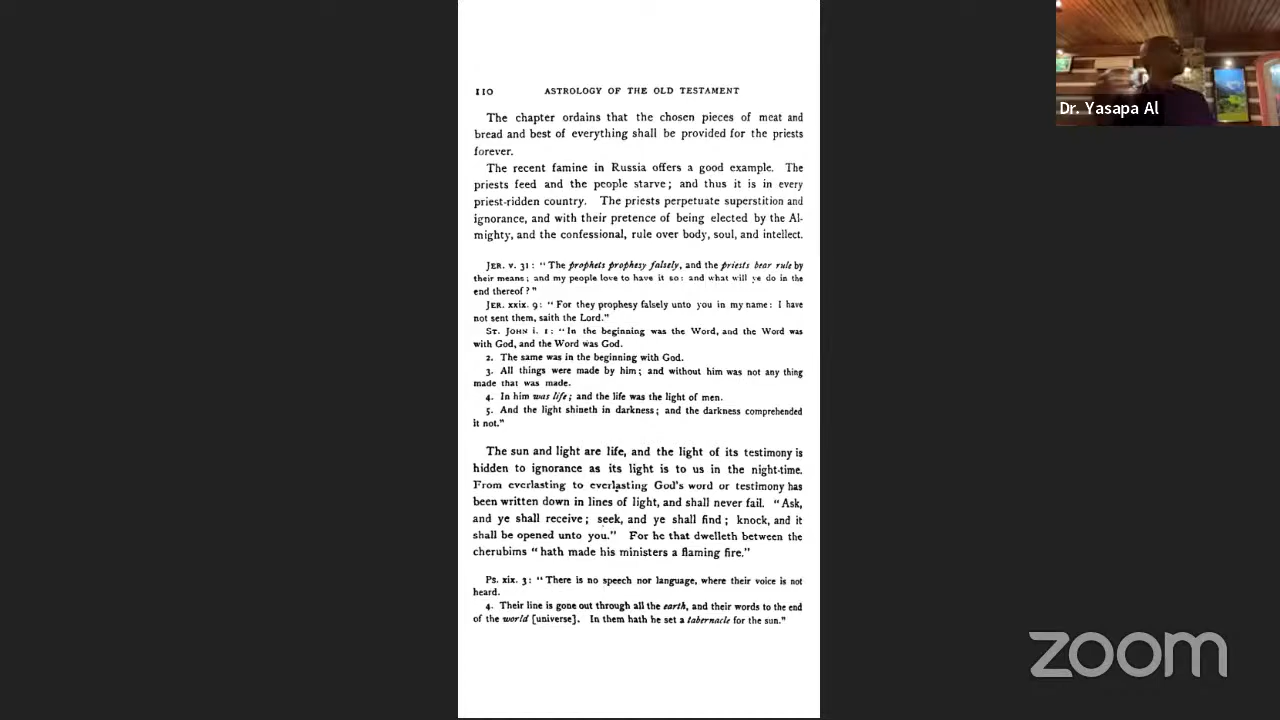 110 ASTROLOGY OF THE OLD TESTAMENT
The chapter ordains that the chosen pieces of meat and
bread and best of everything shall be provided for the priests
forever.
The recent famine in Russia offers a good example. The
priests feed and the people starve; and thus it is in every
priest-ridden country. The priests perpetuate superstition and
ignorance, and with their pretence of being elected by the Al-
mighty, and the confessional, rule over body, soul, and intellect.
JER. v. 31: "The prophets prophesy falsely, and the priests bear rule by
their means; and my people love to have it so: and what will ye do in the
end thereof?"
JER. xxix. 9: "For they prophesy falsely unto you in my name: I have
not sent them, saith the Lord."
ST. JOHN i. 1: "In the beginning was the Word, and the Word was
with God, and the Word was God.
2. The same was in the beginning with God.
3. All things were made by him; and without him was not any thing
made that was made.
4. In him was life; and the life was the light of men.
5. And the light shineth in darkness; and the darkness comprehended
it not."
The sun and light are life, and the light of its testimony is
hidden to ignorance as its light is to us in the night-time.
From everlasting to everlasting God's word or testimony has
been written down in lines of light, and shall never fail. "Ask,
and ye shall receive; seek, and ye shall find; knock, and it
shall be opened unto you." For he that dwelleth between the
cherubims "hath made his ministers a flaming fire."
Ps. xix. 3: "There is no speech nor language, where their voice is not
heard.
4. Their line is gone out through all the earth, and their words to the end
of the world [universe]. In them hath he set a tabernacle for the sun."
Dr. Yasapa Al
zoom